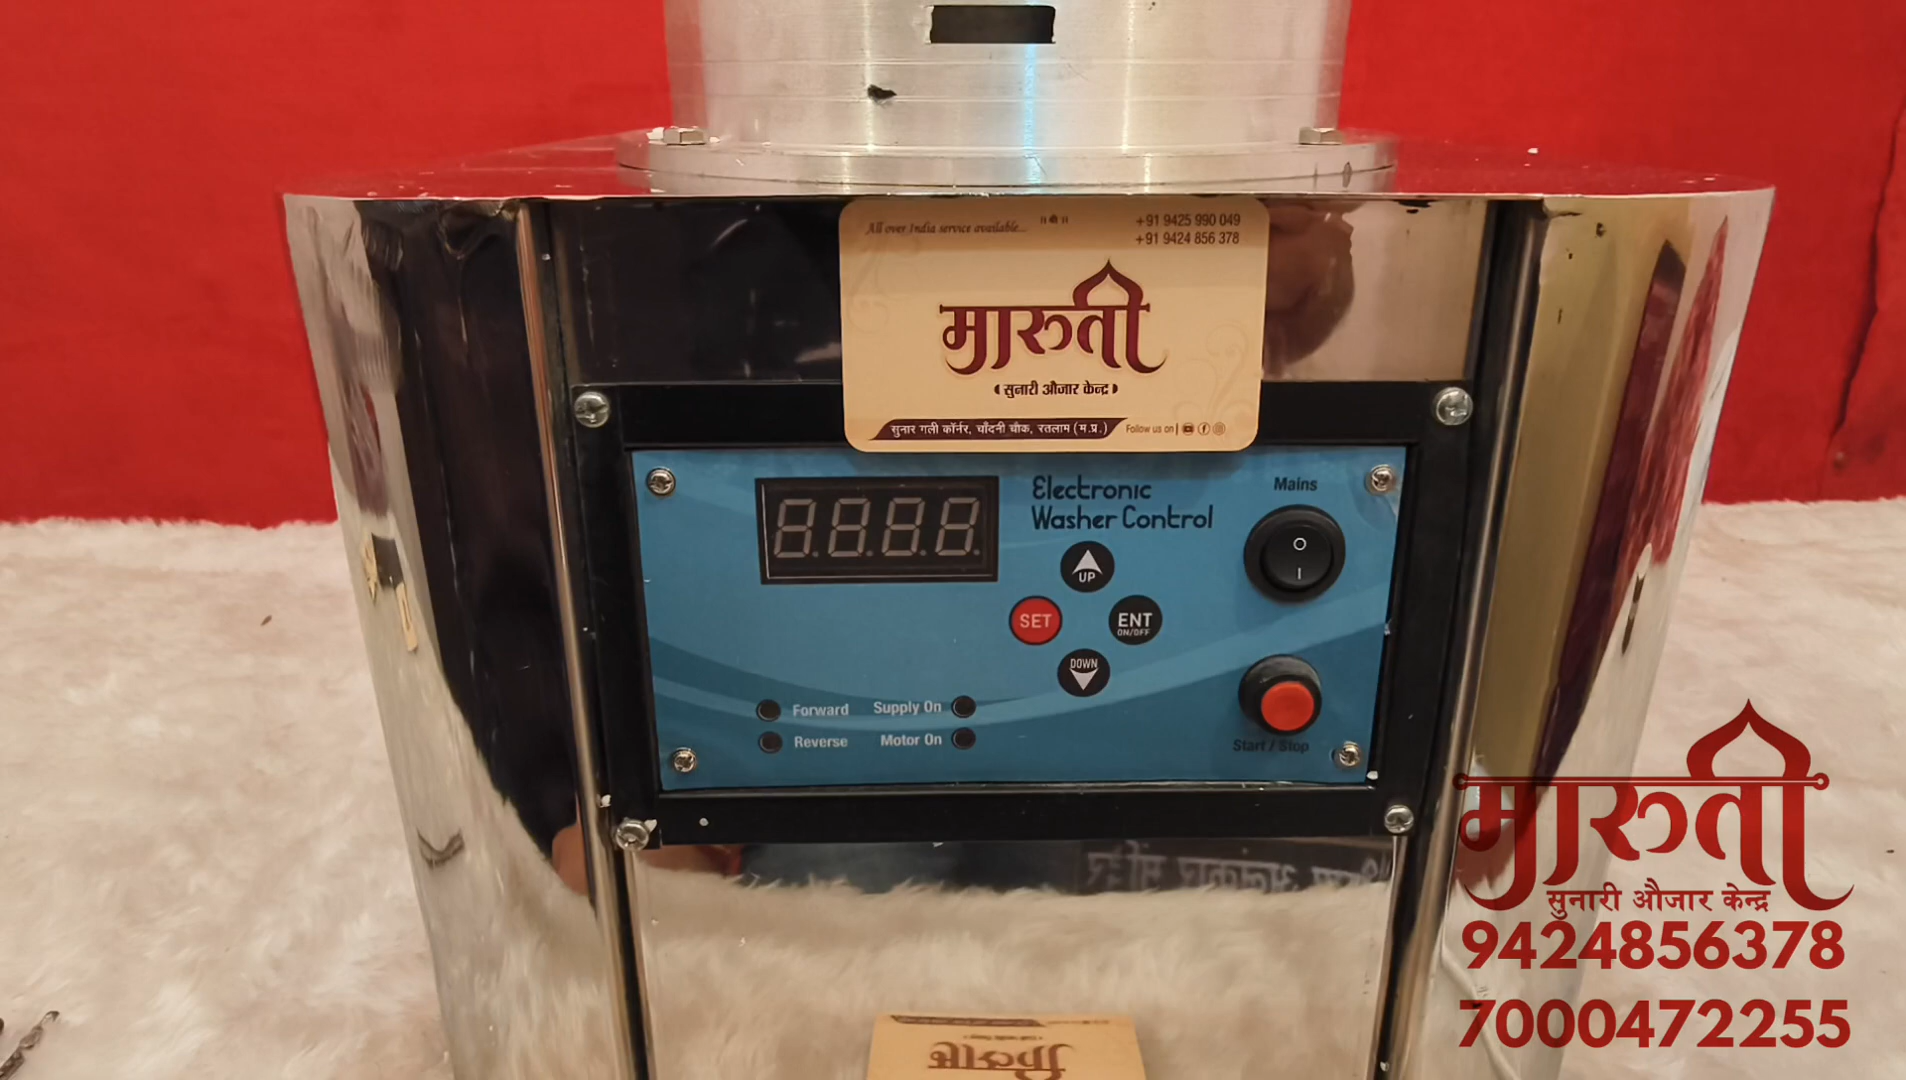 All over India service available...
॥ श्री ॥
+91 9425 990 049
+91 9424 856 378
मारुती
सुनारी औजार केन्द्र
सुनार गली कॉर्नर, चाँदनी चौक, रतलाम (म.प्र.)
Follow us on |
8.8.8.8.
Electronic
Washer Control
Mains
O
I
UP
SET
ENT
ON/OFF
DOWN
Forward
Supply On
Reverse
Motor On
Start / Stop
मारुती
सुनारी औजार केन्द्र
9424856378
7000472255
मारुती